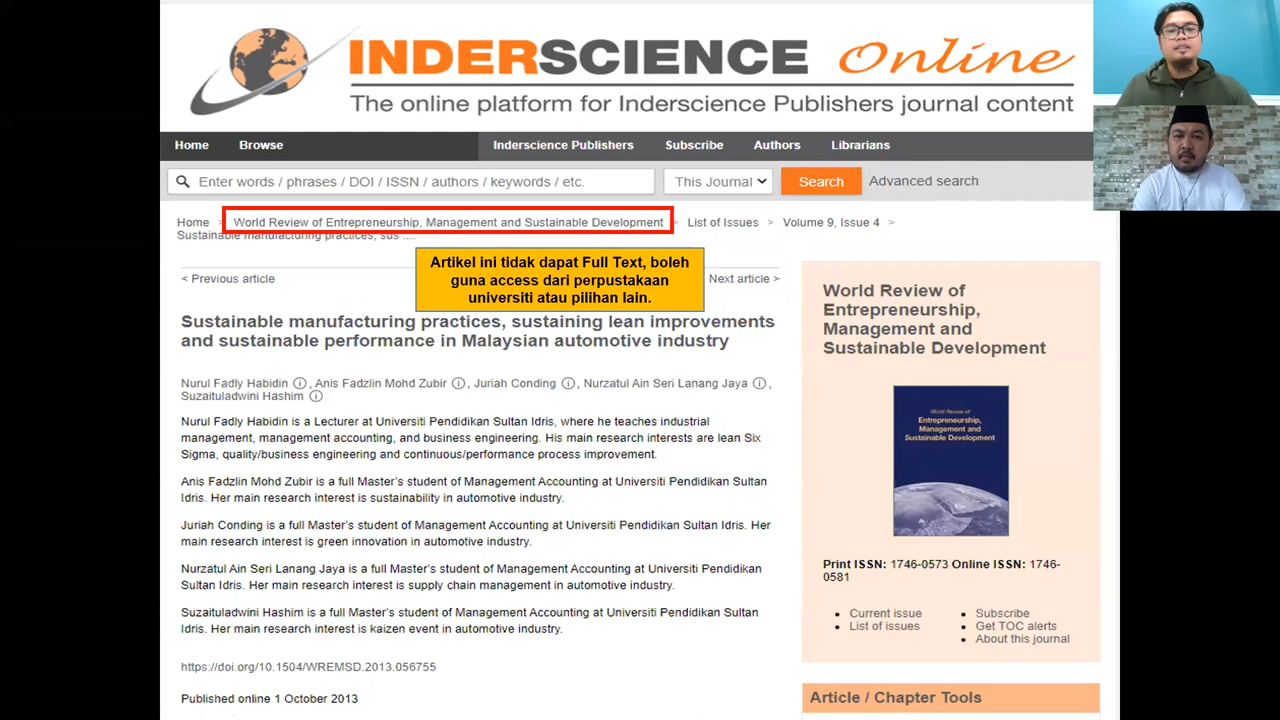 INDERSCIENCE Online
The online platform for Inderscience Publishers journal content
Home Browse Inderscience Publishers Subscribe Authors Librarians
Enter words / phrases / DOI / ISSN / authors / keywords / etc. This Journal Search Advanced search
Home > World Review of Entrepreneurship, Management and Sustainable Development > List of Issues > Volume 9, Issue 4 >
Sustainable manufacturing practices, sus ....
Artikel ini tidak dapat Full Text, boleh
guna access dari perpustakaan
universiti atau pilihan lain.
< Previous article Next article >
Sustainable manufacturing practices, sustaining lean improvements
and sustainable performance in Malaysian automotive industry
Nurul Fadly Habidin, Anis Fadzlin Mohd Zubir, Juriah Conding, Nurzatul Ain Seri Lanang Jaya,
Suzaituladwini Hashim
Nurul Fadly Habidin is a Lecturer at Universiti Pendidikan Sultan Idris, where he teaches industrial
management, management accounting, and business engineering. His main research interests are lean Six
Sigma, quality/business engineering and continuous/performance process improvement.
Anis Fadzlin Mohd Zubir is a full Master's student of Management Accounting at Universiti Pendidikan Sultan
Idris. Her main research interest is sustainability in automotive industry.
Juriah Conding is a full Master's student of Management Accounting at Universiti Pendidikan Sultan Idris. Her
main research interest is green innovation in automotive industry.
Nurzatul Ain Seri Lanang Jaya is a full Master's student of Management Accounting at Universiti Pendidikan
Sultan Idris. Her main research interest is supply chain management in automotive industry.
Suzaituladwini Hashim is a full Master's student of Management Accounting at Universiti Pendidikan Sultan
Idris. Her main research interest is kaizen event in automotive industry.
https://doi.org/10.1504/WREMSD.2013.056755
Published online 1 October 2013
World Review of
Entrepreneurship,
Management and
Sustainable Development
World Review of
Entrepreneurship,
Management and
Sustainable Development
Print ISSN: 1746-0573 Online ISSN: 1746-
0581
Current issue
List of issues
Subscribe
Get TOC alerts
About this journal
Article / Chapter Tools